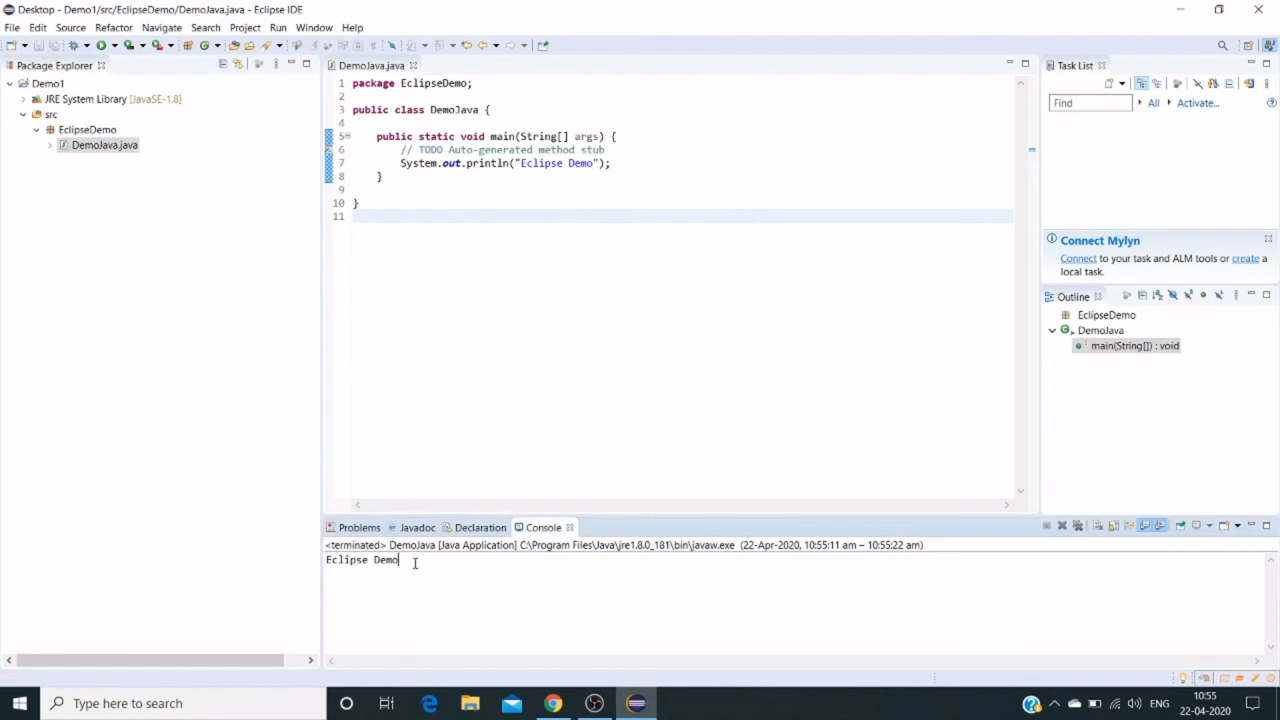 Desktop - Demo1/src/EclipseDemo/DemoJava.java - Eclipse IDE
File Edit Source Refactor Navigate Search Project Run Window Help
Package Explorer
Demo1
JRE System Library [JavaSE-1.8]
src
EclipseDemo
DemoJava.java
DemoJava.java
1 package EclipseDemo;
2
3 public class DemoJava {
4
5 public static void main(String[] args) {
6 // TODO Auto-generated method stub
7 System.out.println("Eclipse Demo");
8 }
9
10 }
11
Task List
Find All Activate...
Connect Mylyn
Connect to your task and ALM tools or create a
local task.
Outline
EclipseDemo
DemoJava
main(String[]) : void
Problems Javadoc Declaration Console
<terminated> DemoJava [Java Application] C:\Program Files\Java\jre1.8.0_181\bin\javaw.exe (22-Apr-2020, 10:55:11 am – 10:55:22 am)
Eclipse Demo
Type here to search
ENG
10:55
22-04-2020